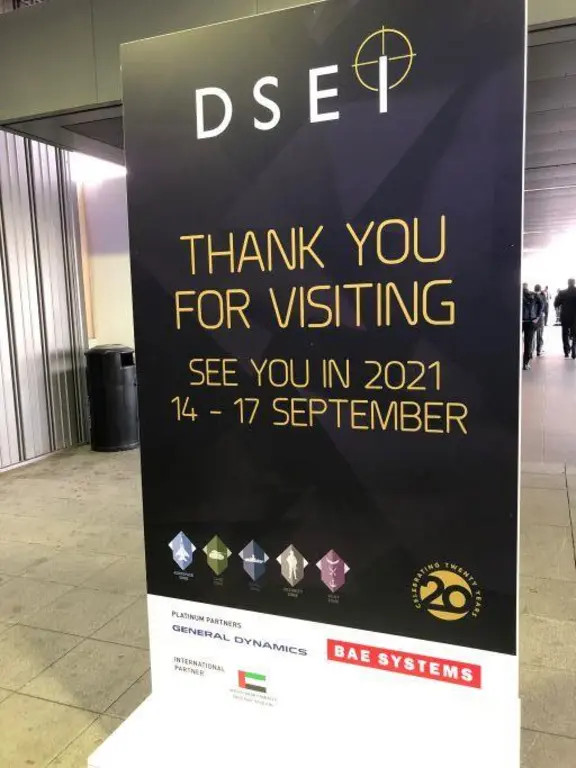 DSEI
THANK YOU
FOR VISITING
SEE YOU IN 2021
14 - 17 SEPTEMBER
CELEBRATING TWENTY YEARS
20
PLATINUM PARTNERS
GENERAL DYNAMICS
BAE SYSTEMS
INTERNATIONAL
PARTNER